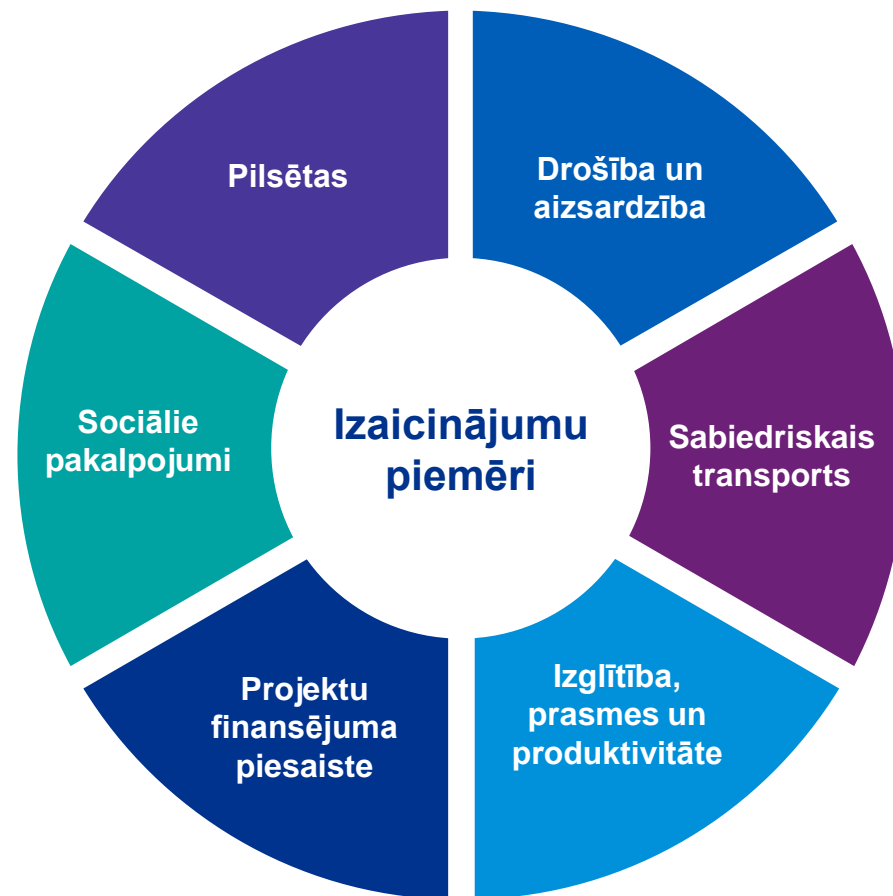 Pilsētas
Drošība un
aizsardzība
Sociālie
pakalpojumi
Izaicinājumu
piemēri
Sabiedriskais
transports
Projektu
finansējuma
piesaiste
Izglītība,
prasmes un
produktivitāte